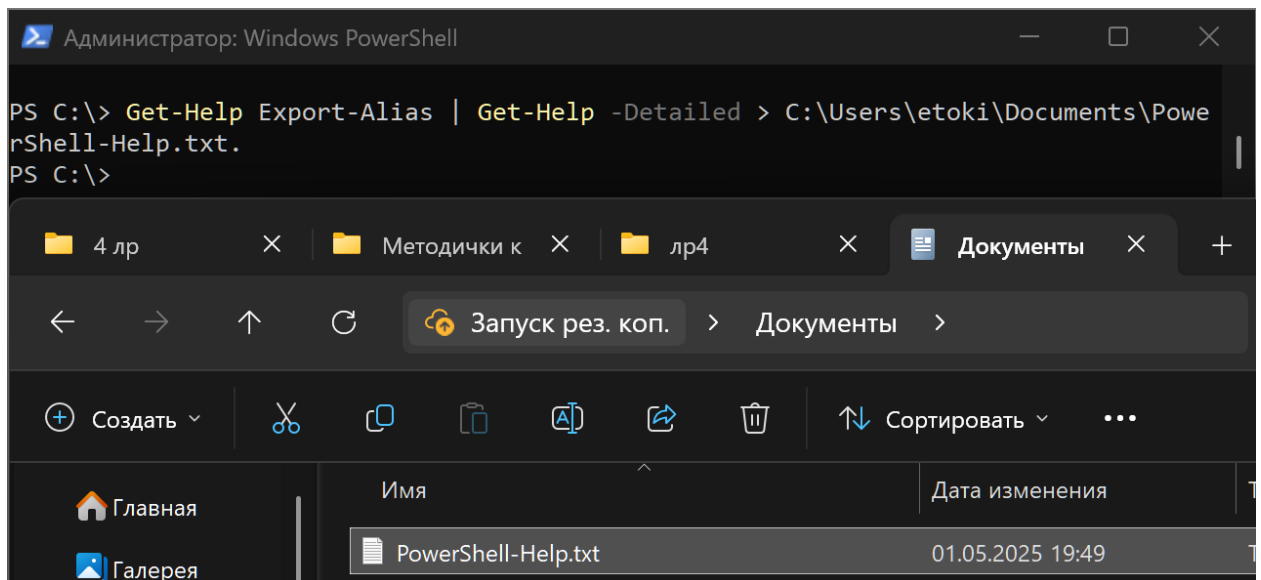 Администратор: Windows PowerShell
PS C:\> Get-Help Export-Alias | Get-Help -Detailed > C:\Users\etoki\Documents\Powe
rShell-Help.txt.
PS C:\>
4 лр
Методички к
лр4
Документы
Запуск рез. коп. > Документы >
Создать
Сортировать
Имя
Дата изменения
Главная
PowerShell-Help.txt
01.05.2025 19:49
Галерея